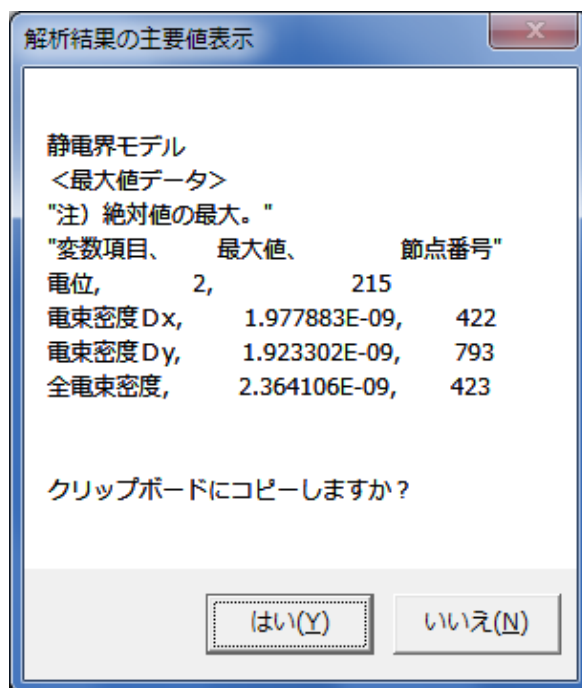 解析結果の主要値表示
静電界モデル
＜最大値データ＞
"注）絶対値の最大。"
"変数項目、 最大値、 節点番号"
電位, 2, 215
電束密度Ｄｘ, 1.977883E-09, 422
電束密度Ｄｙ, 1.923302E-09, 793
全電束密度, 2.364106E-09, 423
クリップボードにコピーしますか？
はい(Y) いいえ(N)